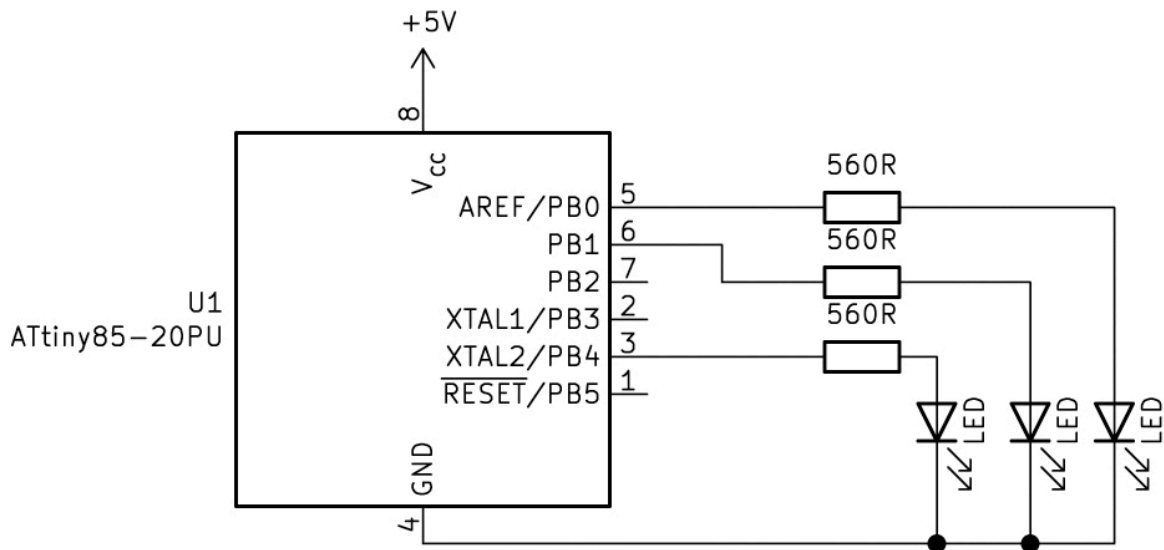 +5V
8
VCC
560R
AREF/PB0 5
560R
PB1 6
PB2 7
560R
U1
XTAL1/PB3 2
ATtiny85-20PU
XTAL2/PB4 3
RESET/PB5 1
LED LED LED
GND
4